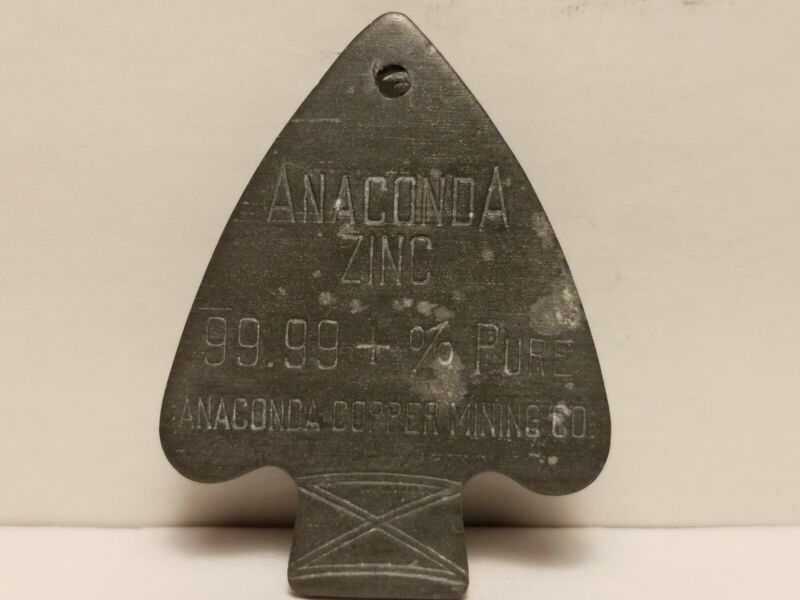 ANACONDA
ZINC
99.99 + % PURE
ANACONDA COPPER MINING CO.